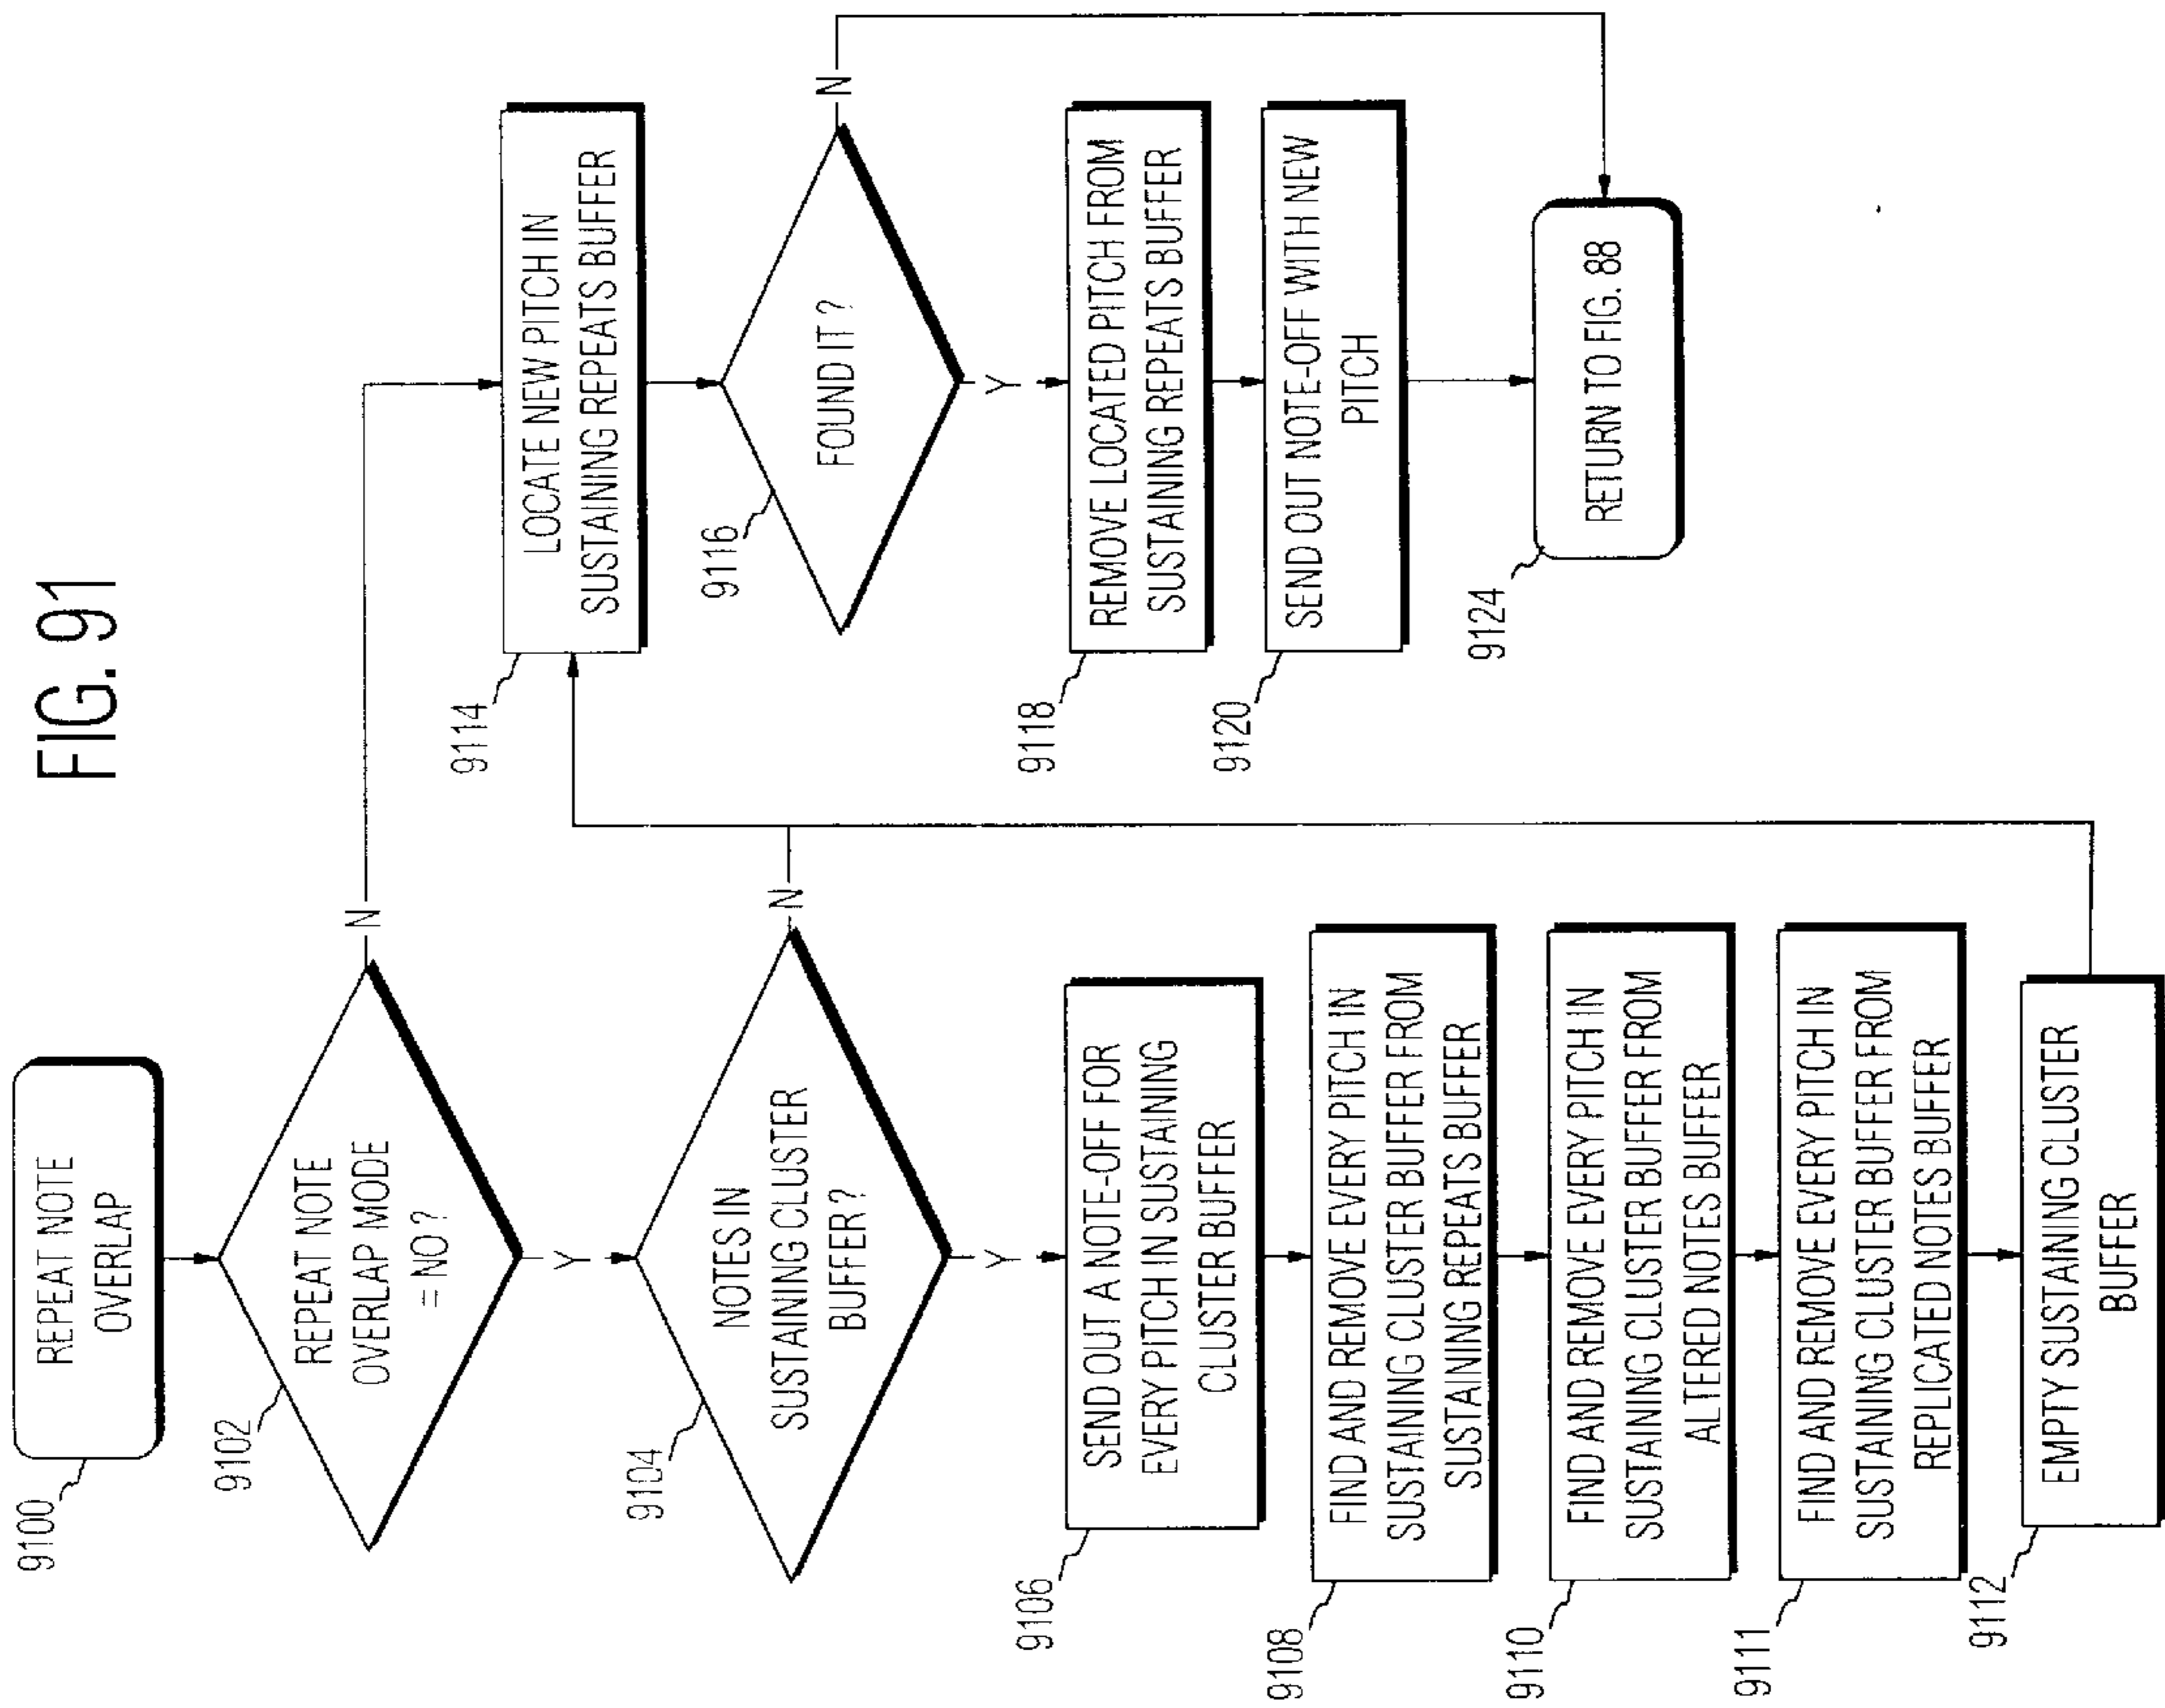 FIG. 91
9100
REPEAT NOTE
OVERLAP
9102
REPEAT NOTE
OVERLAP MODE
= NO ?
N
Y
9104
NOTES IN
SUSTAINING CLUSTER
BUFFER ?
N
Y
9106
SEND OUT A NOTE-OFF FOR
EVERY PITCH IN SUSTAINING
CLUSTER BUFFER
9108
FIND AND REMOVE EVERY PITCH IN
SUSTAINING CLUSTER BUFFER FROM
SUSTAINING REPEATS BUFFER
9110
FIND AND REMOVE EVERY PITCH IN
SUSTAINING CLUSTER BUFFER FROM
ALTERED NOTES BUFFER
9111
FIND AND REMOVE EVERY PITCH IN
SUSTAINING CLUSTER BUFFER FROM
REPLICATED NOTES BUFFER
9112
EMPTY SUSTAINING CLUSTER
BUFFER
9114
LOCATE NEW PITCH IN
SUSTAINING REPEATS BUFFER
9116
FOUND IT ?
N
Y
9118
REMOVE LOCATED PITCH FROM
SUSTAINING REPEATS BUFFER
9120
SEND OUT NOTE-OFF WITH NEW
PITCH
9124
RETURN TO FIG. 88